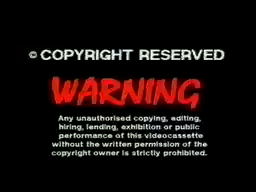 © COPYRIGHT RESERVED
WARNING
Any unauthorised copying, editing,
hiring, lending, exhibition or public
performance of this videocassette
without the written permission of the
copyright owner is strictly prohibited.